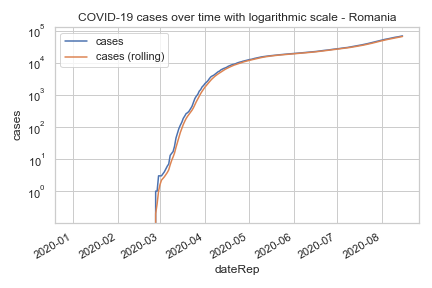 COVID-19 cases over time with logarithmic scale - Romania
cases
cases (rolling)
10^5
10^4
10^3
10^2
10^1
10^0
cases
2020-01
2020-02
2020-03
2020-04
2020-05
2020-06
2020-07
2020-08
dateRep